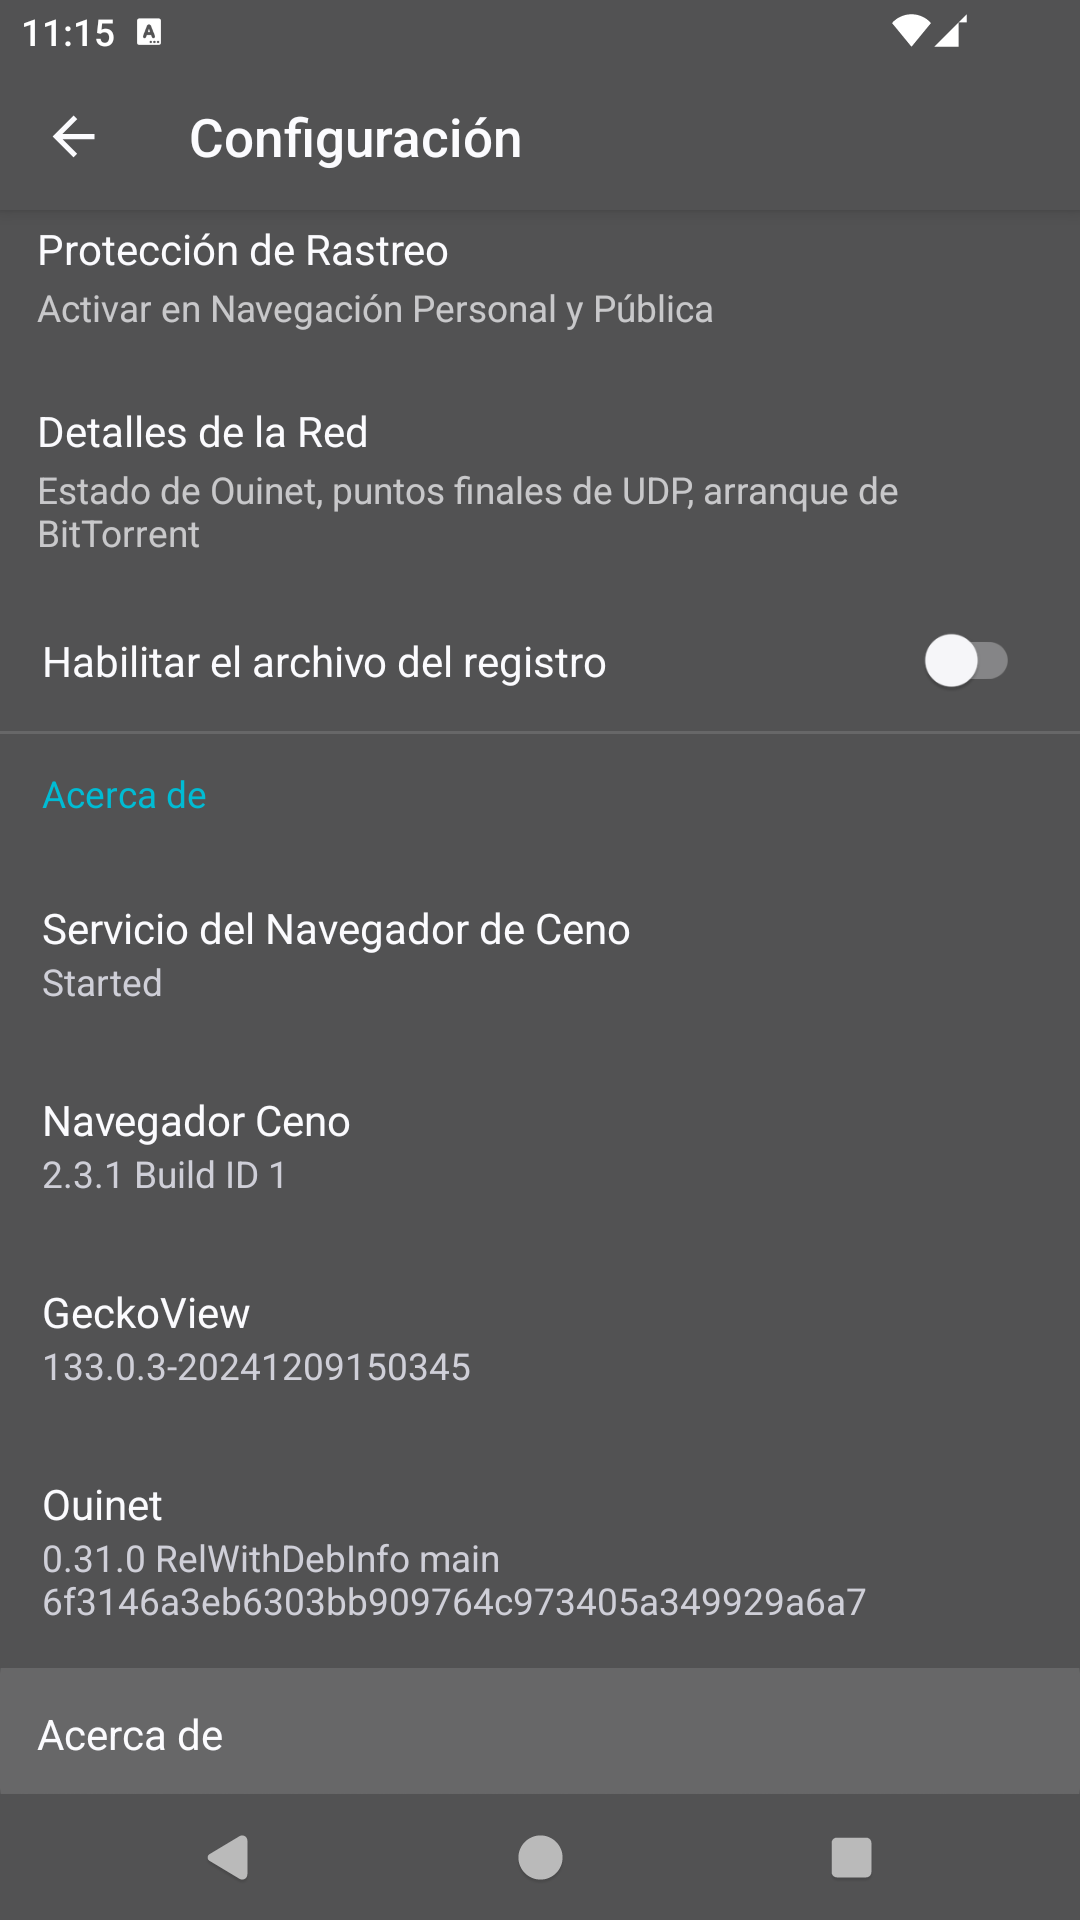 11:15
Configuración
Protección de Rastreo
Activar en Navegación Personal y Pública
Detalles de la Red
Estado de Ouinet, puntos finales de UDP, arranque de
BitTorrent
Habilitar el archivo del registro
Acerca de
Servicio del Navegador de Ceno
Started
Navegador Ceno
2.3.1 Build ID 1
GeckoView
133.0.3-20241209150345
Ouinet
0.31.0 RelWithDebInfo main
6f3146a3eb6303bb909764c973405a349929a6a7
Acerca de